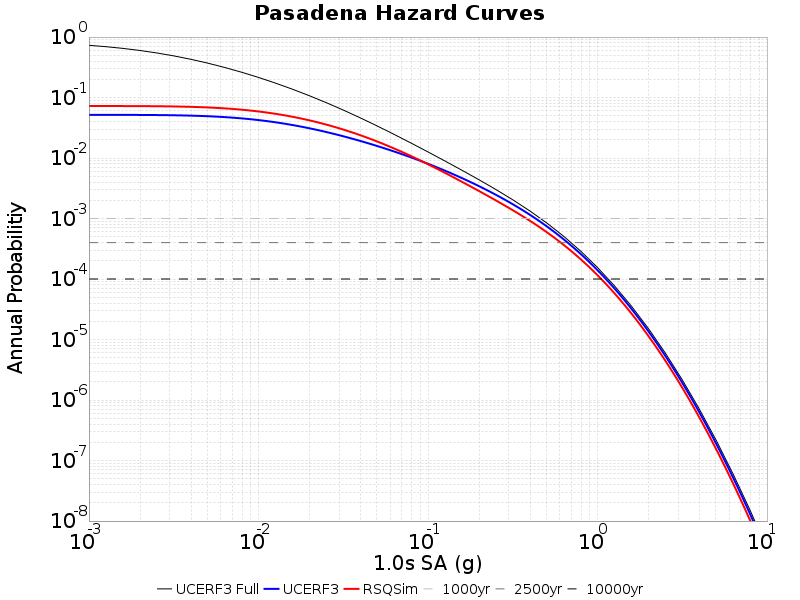 Pasadena Hazard Curves
Annual Probabilitiy
10^0
10^-1
10^-2
10^-3
10^-4
10^-5
10^-6
10^-7
10^-8
10^-3 10^-2 10^-1 10^0 10^1
1.0s SA (g)
UCERF3 Full UCERF3 RSQSim 1000yr 2500yr 10000yr